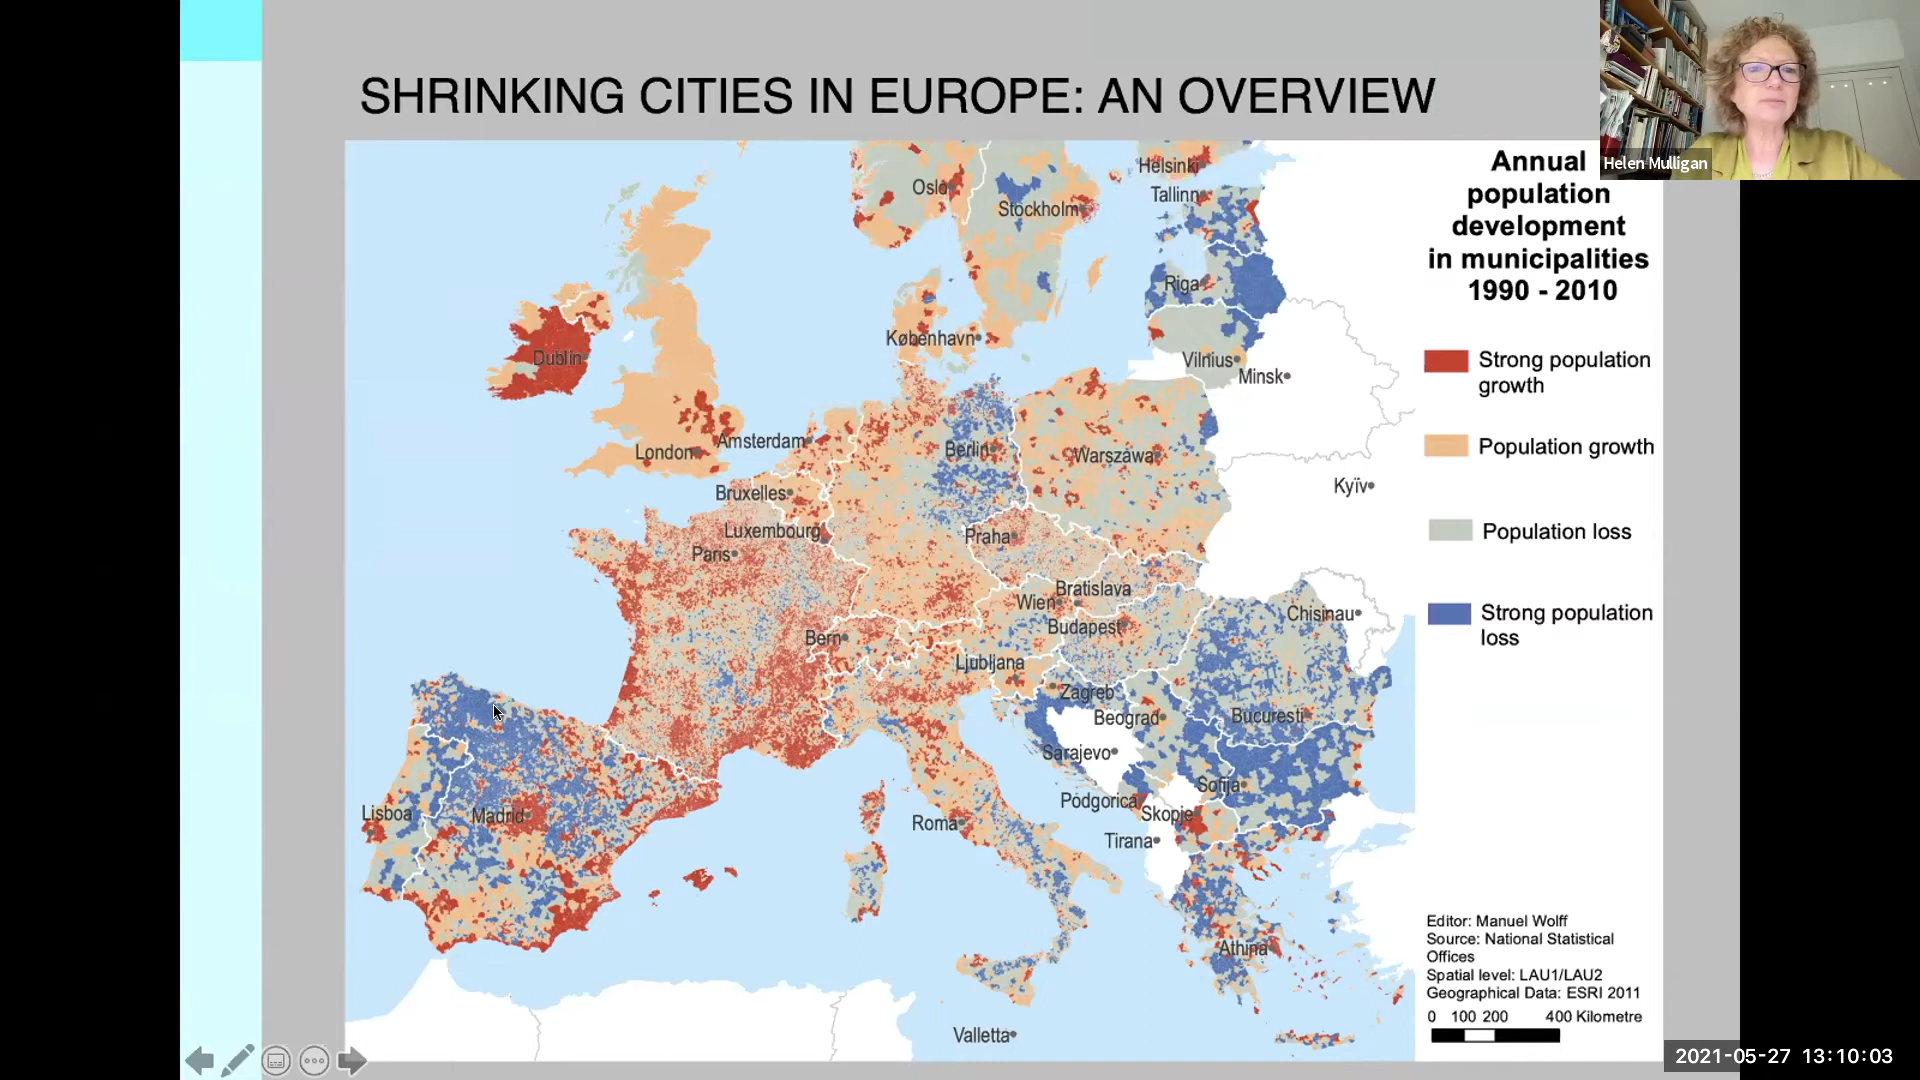 SHRINKING CITIES IN EUROPE: AN OVERVIEW
Helen Mulligan
Annual
population
development
in municipalities
1990 - 2010
Strong population
growth
Population growth
Population loss
Strong population
loss
Helsinki
Oslo
Tallinn
Stockholm
Riga
København
Dublin
Vilnius
Minsk
Amsterdam
London
Berlin
Warszawa
Bruxelles
Kyïv
Luxembourg
Praha
Paris
Bratislava
Wien
Chisinau
Budapest
Bern
Ljubljana
Zagreb
Beograd
Bucuresti
Sarajevo
Sofija
Podgorica
Lisboa
Madrid
Skopje
Roma
Tirana
Athina
Valletta
Editor: Manuel Wolff
Source: National Statistical
Offices
Spatial level: LAU1/LAU2
Geographical Data: ESRI 2011
0 100 200 400 Kilometre
2021-05-27 13:10:03